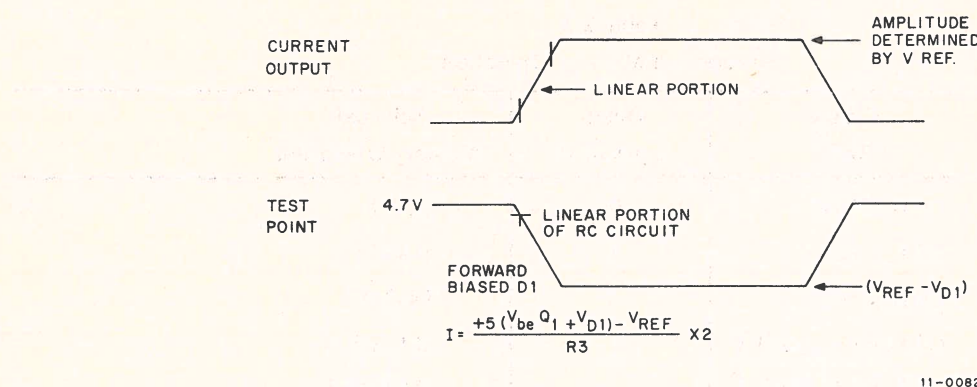 CURRENT
OUTPUT
AMPLITUDE
DETERMINED
BY V REF.
LINEAR PORTION
TEST
POINT
4.7V
LINEAR PORTION
OF RC CIRCUIT
FORWARD
BIASED D1
(VREF -VD1)
I = +5 (Vbe Q1 +VD1) - VREF / R3 X2
11-0082